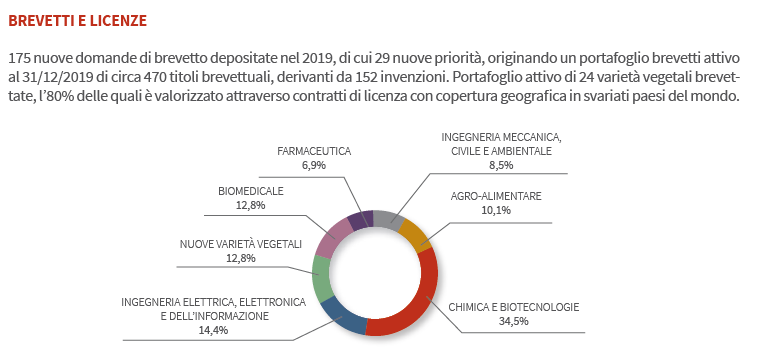 BREVETTI E LICENZE
175 nuove domande di brevetto depositate nel 2019, di cui 29 nuove priorità, originando un portafoglio brevetti attivo
al 31/12/2019 di circa 470 titoli brevettuali, derivanti da 152 invenzioni. Portafoglio attivo di 24 varietà vegetali brevet-
tate, l'80% delle quali è valorizzato attraverso contratti di licenza con copertura geografica in svariati paesi del mondo.
INGEGNERIA MECCANICA,
CIVILE E AMBIENTALE
8,5%
FARMACEUTICA
6,9%
BIOMEDICALE
12,8%
AGRO-ALIMENTARE
10,1%
NUOVE VARIETÀ VEGETALI
12,8%
INGEGNERIA ELETTRICA, ELETTRONICA
E DELL'INFORMAZIONE
14,4%
CHIMICA E BIOTECNOLOGIE
34,5%